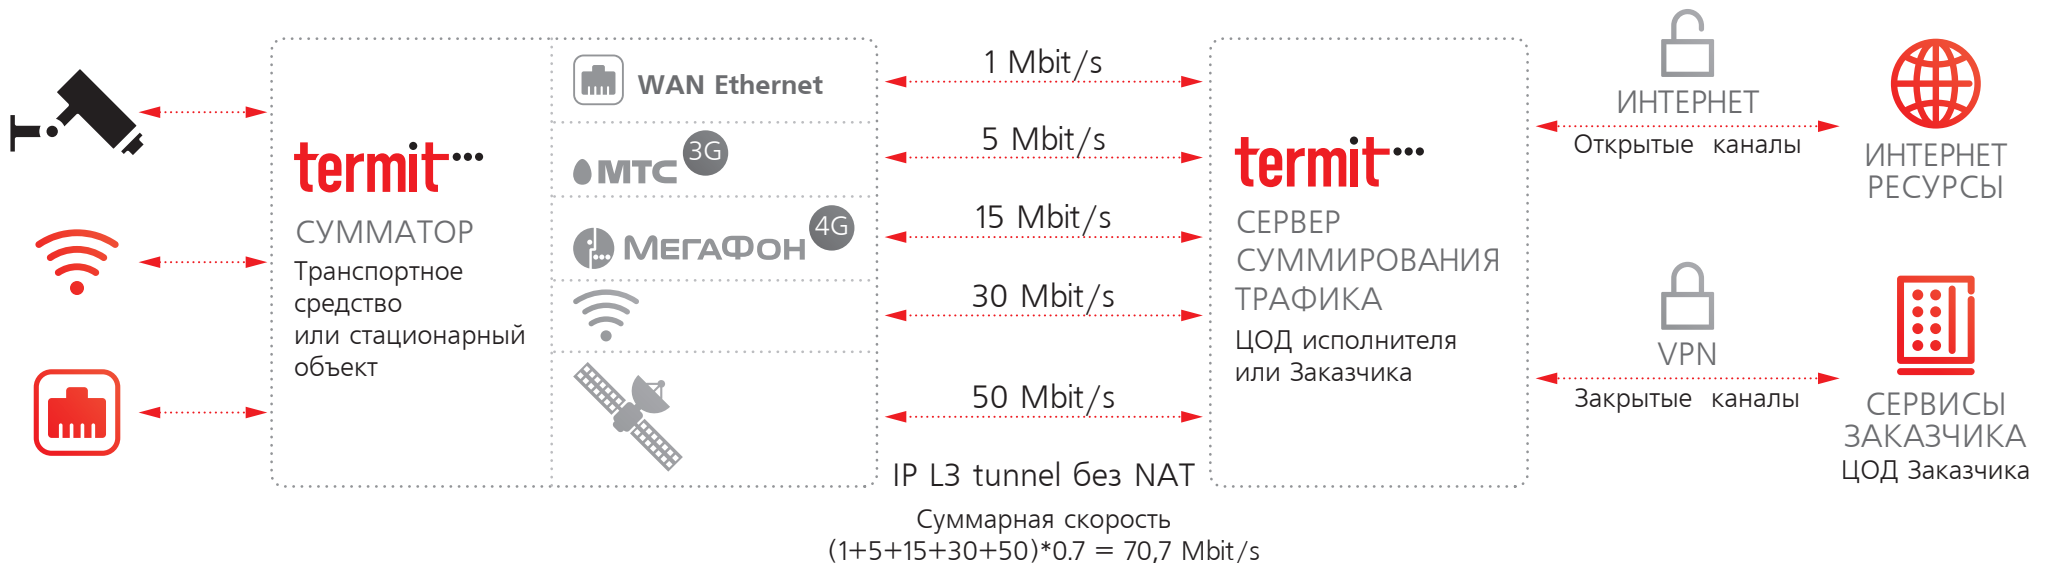 termit
СУММАТОР
Транспортное
средство
или стационарный
объект
WAN Ethernet
МТС 3G
МЕГАФОН 4G
1 Mbit/s
5 Mbit/s
15 Mbit/s
30 Mbit/s
50 Mbit/s
IP L3 tunnel без NAT
Суммарная скорость
(1+5+15+30+50)*0.7 = 70,7 Mbit/s
termit
СЕРВЕР
СУММИРОВАНИЯ
ТРАФИКА
ЦОД исполнителя
или Заказчика
ИНТЕРНЕТ
Открытые каналы
VPN
Закрытые каналы
ИНТЕРНЕТ
РЕСУРСЫ
СЕРВИСЫ
ЗАКАЗЧИКА
ЦОД Заказчика